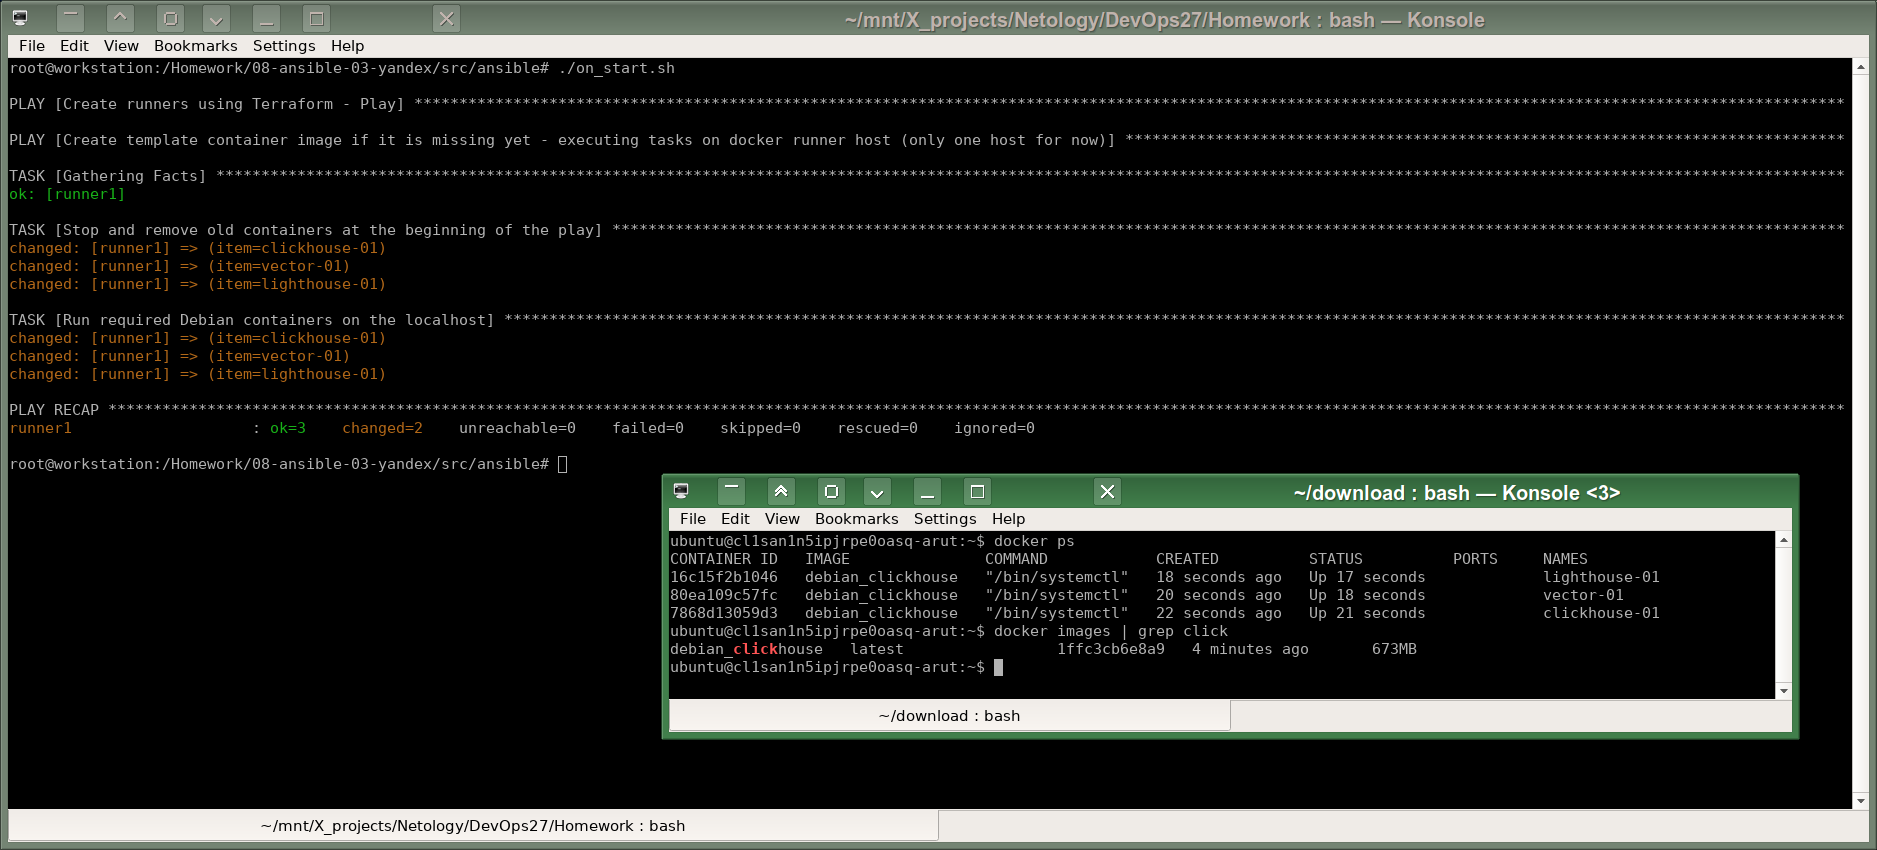 ~/mnt/X_projects/Netology/DevOps27/Homework : bash — Konsole
File Edit View Bookmarks Settings Help
root@workstation:/Homework/08-ansible-03-yandex/src/ansible# ./on_start.sh
PLAY [Create runners using Terraform - Play] ***************************************************************************************************************************************************************
PLAY [Create template container image if it is missing yet - executing tasks on docker runner host (only one host for now)] ********************************************************************************
TASK [Gathering Facts] *************************************************************************************************************************************************************************************
ok: [runner1]
TASK [Stop and remove old containers at the beginning of the play] *****************************************************************************************************************************************
changed: [runner1] => (item=clickhouse-01)
changed: [runner1] => (item=vector-01)
changed: [runner1] => (item=lighthouse-01)
TASK [Run required Debian containers on the localhost] *****************************************************************************************************************************************************
changed: [runner1] => (item=clickhouse-01)
changed: [runner1] => (item=vector-01)
changed: [runner1] => (item=lighthouse-01)
PLAY RECAP *************************************************************************************************************************************************************************************************
runner1                    : ok=3    changed=2    unreachable=0    failed=0    skipped=0    rescued=0    ignored=0
root@workstation:/Homework/08-ansible-03-yandex/src/ansible#
~/download : bash — Konsole <3>
File Edit View Bookmarks Settings Help
ubuntu@cl1san1n5ipjrpe0oasq-arut:~$ docker ps
CONTAINER ID   IMAGE               COMMAND            CREATED          STATUS          PORTS     NAMES
16c15f2b1046   debian_clickhouse   "/bin/systemctl"   18 seconds ago   Up 17 seconds             lighthouse-01
80ea109c57fc   debian_clickhouse   "/bin/systemctl"   20 seconds ago   Up 18 seconds             vector-01
7868d13059d3   debian_clickhouse   "/bin/systemctl"   22 seconds ago   Up 21 seconds             clickhouse-01
ubuntu@cl1san1n5ipjrpe0oasq-arut:~$ docker images | grep click
debian_clickhouse   latest                 1ffc3cb6e8a9   4 minutes ago       673MB
ubuntu@cl1san1n5ipjrpe0oasq-arut:~$
~/download : bash
~/mnt/X_projects/Netology/DevOps27/Homework : bash